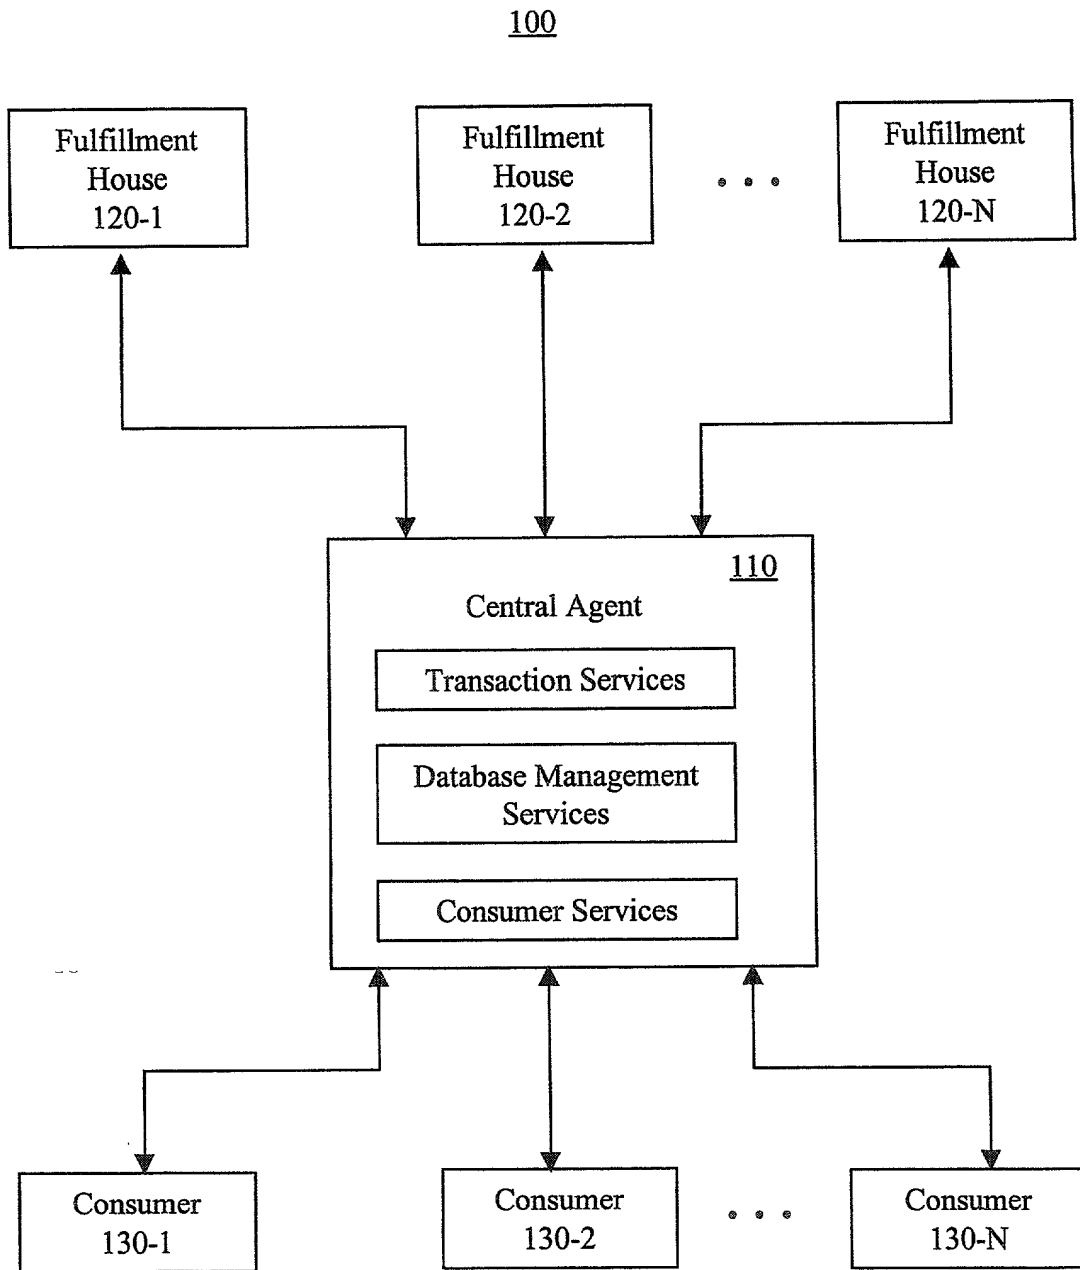 100
Fulfillment
House
120-1
Fulfillment
House
120-2
• • •
Fulfillment
House
120-N
110
Central Agent
Transaction Services
Database Management
Services
Consumer Services
Consumer
130-1
Consumer
130-2
• • •
Consumer
130-N